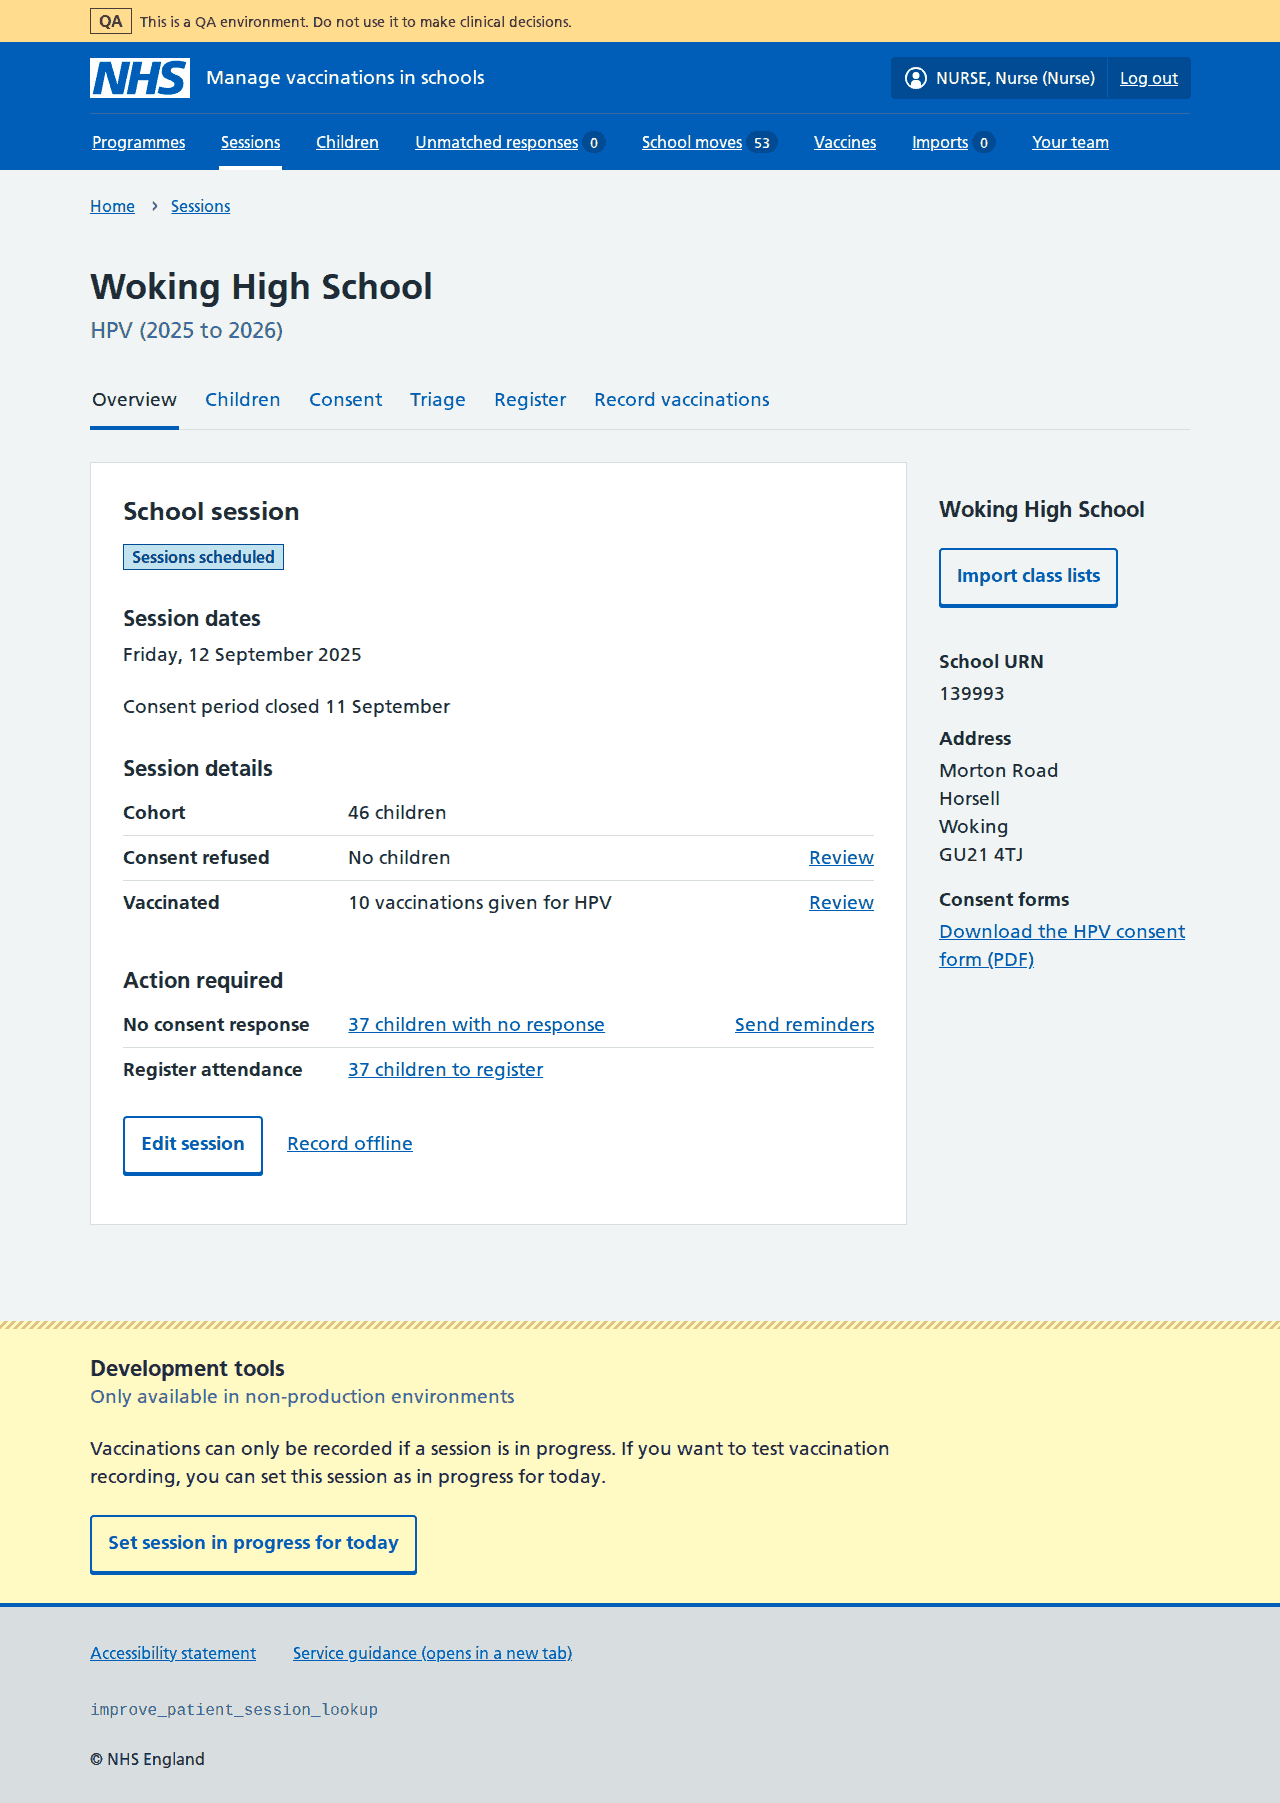 QA This is a QA environment. Do not use it to make clinical decisions.
NHS Manage vaccinations in schools NURSE, Nurse (Nurse) Log out
Programmes Sessions Children Unmatched responses 0 School moves 53 Vaccines Imports 0 Your team
Home › Sessions
Woking High School
HPV (2025 to 2026)
Overview Children Consent Triage Register Record vaccinations
School session
Sessions scheduled
Session dates
Friday, 12 September 2025
Consent period closed 11 September
Session details
Cohort 46 children
Consent refused No children Review
Vaccinated 10 vaccinations given for HPV Review
Action required
No consent response 37 children with no response Send reminders
Register attendance 37 children to register
Edit session Record offline
Woking High School
Import class lists
School URN
139993
Address
Morton Road
Horsell
Woking
GU21 4TJ
Consent forms
Download the HPV consent
form (PDF)
Development tools
Only available in non-production environments
Vaccinations can only be recorded if a session is in progress. If you want to test vaccination
recording, you can set this session as in progress for today.
Set session in progress for today
Accessibility statement Service guidance (opens in a new tab)
improve_patient_session_lookup
© NHS England